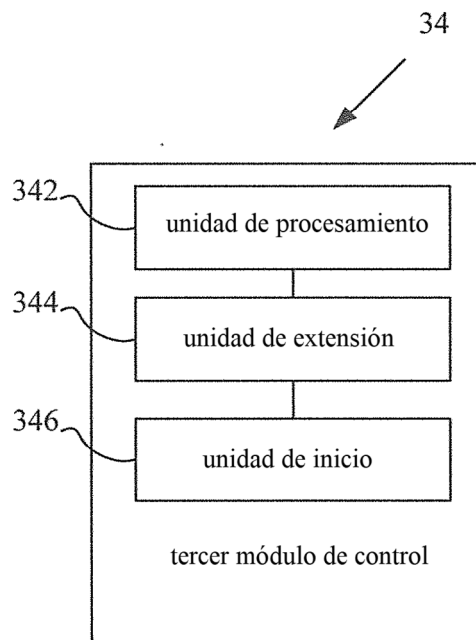 34
342
unidad de procesamiento
344
unidad de extensión
346
unidad de inicio
tercer módulo de control